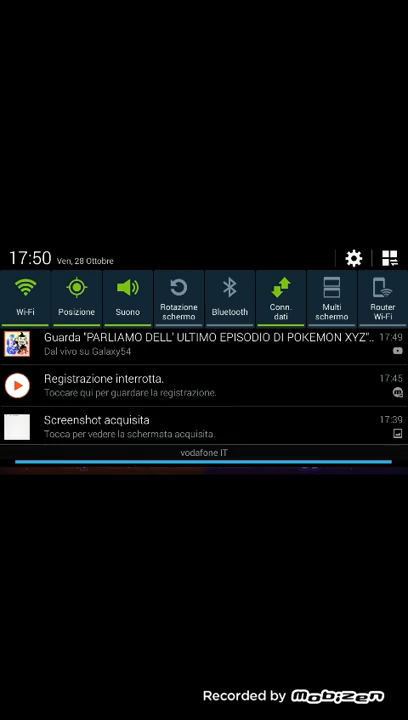 17:50 Ven, 28 Ottobre
Wi-Fi
Posizione
Suono
Rotazione
schermo
Bluetooth
Conn.
dati
Multi
schermo
Router
Wi-Fi
Guarda "PARLIAMO DELL' ULTIMO EPISODIO DI POKEMON XYZ".. 17:49
Dal vivo su Galaxy54
Registrazione interrotta. 17:45
Toccare qui per guardare la registrazione.
Screenshot acquisita 17:39
Tocca per vedere la schermata acquisita.
vodafone IT
Recorded by Mobizen